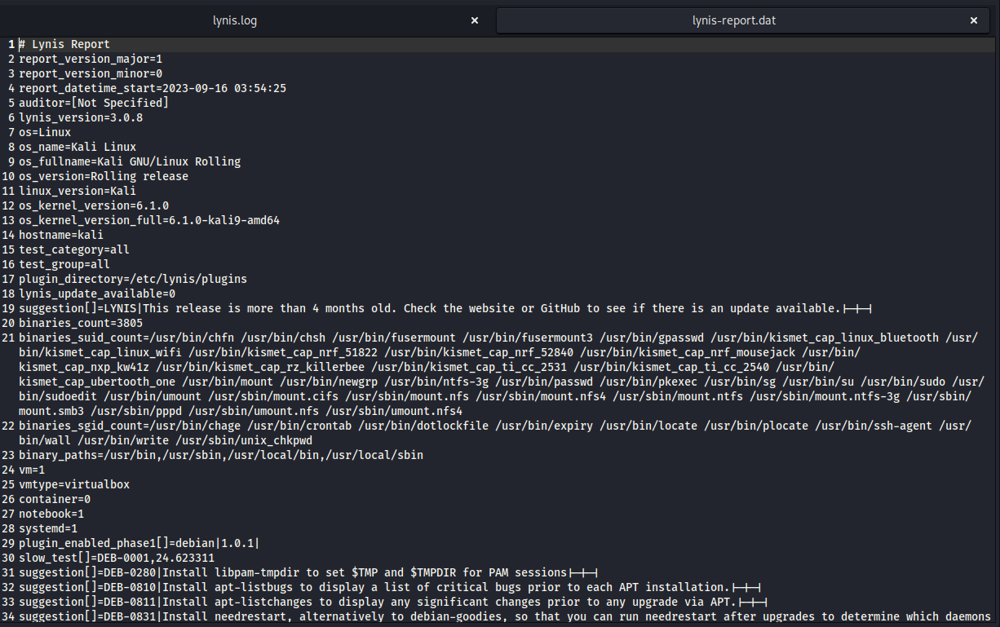 lynis.log × lynis-report.dat ×
1 # Lynis Report
2 report_version_major=1
3 report_version_minor=0
4 report_datetime_start=2023-09-16 03:54:25
5 auditor=[Not Specified]
6 lynis_version=3.0.8
7 os=Linux
8 os_name=Kali Linux
9 os_fullname=Kali GNU/Linux Rolling
10 os_version=Rolling release
11 linux_version=Kali
12 os_kernel_version=6.1.0
13 os_kernel_version_full=6.1.0-kali9-amd64
14 hostname=kali
15 test_category=all
16 test_group=all
17 plugin_directory=/etc/lynis/plugins
18 lynis_update_available=0
19 suggestion[]=LYNIS|This release is more than 4 months old. Check the website or GitHub to see if there is an update available.|-|-|
20 binaries_count=3805
21 binaries_suid_count=/usr/bin/chfn /usr/bin/chsh /usr/bin/fusermount /usr/bin/fusermount3 /usr/bin/gpasswd /usr/bin/kismet_cap_linux_bluetooth /usr/
bin/kismet_cap_linux_wifi /usr/bin/kismet_cap_nrf_51822 /usr/bin/kismet_cap_nrf_52840 /usr/bin/kismet_cap_nrf_mousejack /usr/bin/
kismet_cap_nxp_kw41z /usr/bin/kismet_cap_rz_killerbee /usr/bin/kismet_cap_ti_cc_2531 /usr/bin/kismet_cap_ti_cc_2540 /usr/bin/
kismet_cap_ubertooth_one /usr/bin/mount /usr/bin/newgrp /usr/bin/ntfs-3g /usr/bin/passwd /usr/bin/pkexec /usr/bin/sg /usr/bin/su /usr/bin/sudo /usr/
bin/sudoedit /usr/bin/umount /usr/sbin/mount.cifs /usr/sbin/mount.nfs /usr/sbin/mount.nfs4 /usr/sbin/mount.ntfs /usr/sbin/mount.ntfs-3g /usr/sbin/
mount.smb3 /usr/sbin/pppd /usr/sbin/umount.nfs /usr/sbin/umount.nfs4
22 binaries_sgid_count=/usr/bin/chage /usr/bin/crontab /usr/bin/dotlockfile /usr/bin/expiry /usr/bin/locate /usr/bin/plocate /usr/bin/ssh-agent /usr/
bin/wall /usr/bin/write /usr/sbin/unix_chkpwd
23 binary_paths=/usr/bin,/usr/sbin,/usr/local/bin,/usr/local/sbin
24 vm=1
25 vmtype=virtualbox
26 container=0
27 notebook=1
28 systemd=1
29 plugin_enabled_phase1[]=debian|1.0.1|
30 slow_test[]=DEB-0001,24.623311
31 suggestion[]=DEB-0280|Install libpam-tmpdir to set $TMP and $TMPDIR for PAM sessions|-|-|
32 suggestion[]=DEB-0810|Install apt-listbugs to display a list of critical bugs prior to each APT installation.|-|-|
33 suggestion[]=DEB-0811|Install apt-listchanges to display any significant changes prior to any upgrade via APT.|-|-|
34 suggestion[]=DEB-0831|Install needrestart, alternatively to debian-goodies, so that you can run needrestart after upgrades to determine which daemons